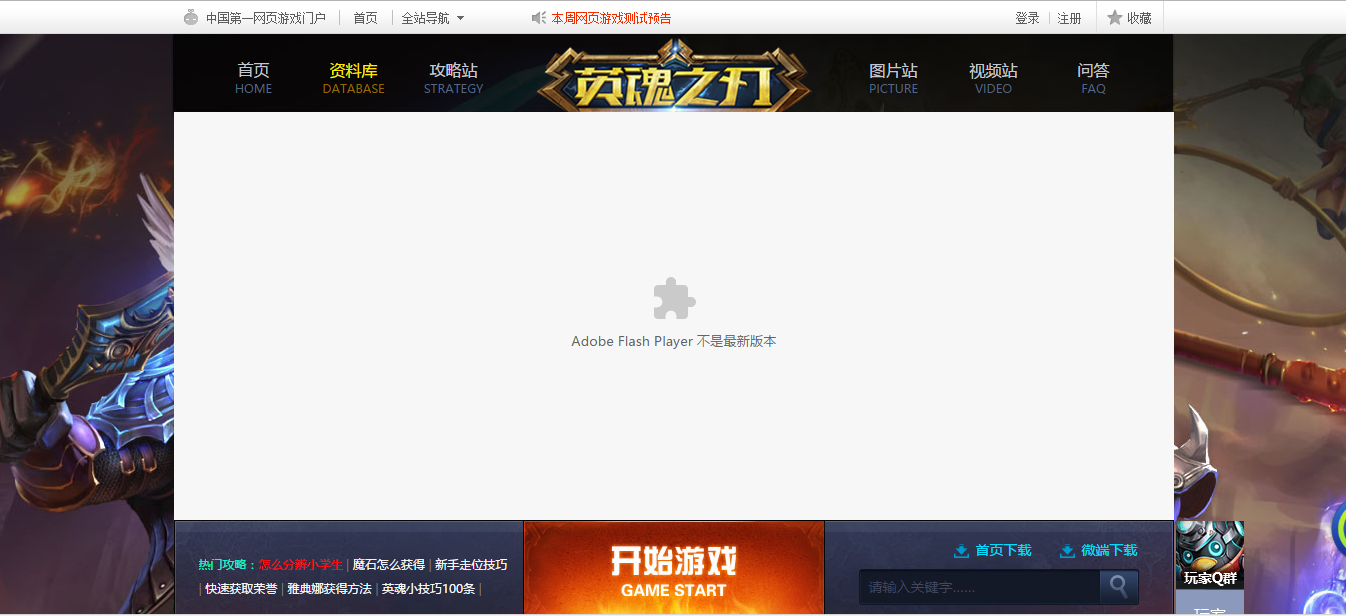 中国第一网页游戏门户 首页 全站导航 本周网页游戏测试预告 登录 注册 收藏
首页 资料库 攻略站 英魂之刃 图片站 视频站 问答
HOME DATABASE STRATEGY PICTURE VIDEO FAQ
Adobe Flash Player 不是最新版本
热门攻略：怎么分辨小学生 | 魔石怎么获得 | 新手走位技巧
| 快速获取荣誉 | 雅典娜获得方法 | 英魂小技巧100条 |
开始游戏
GAME START
首页下载 微端下载
请输入关键字......
玩家Q群
玩家